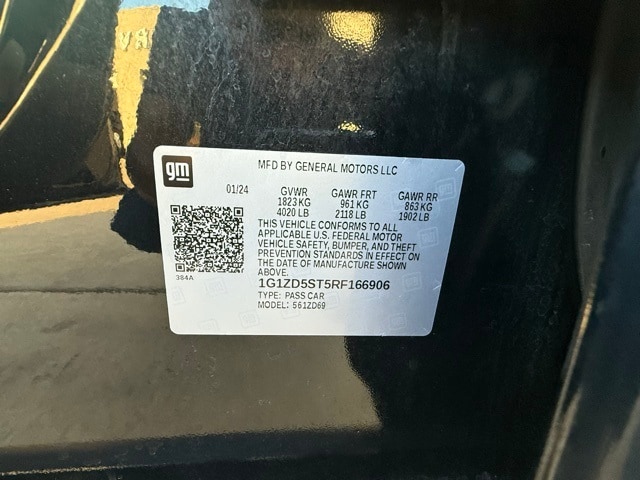 gm
MFD BY GENERAL MOTORS LLC
01/24 GVWR GAWR FRT GAWR RR
1823 KG 961 KG 863 KG
4020 LB 2118 LB 1902 LB
THIS VEHICLE CONFORMS TO ALL
APPLICABLE U.S. FEDERAL MOTOR
VEHICLE SAFETY, BUMPER, AND THEFT
PREVENTION STANDARDS IN EFFECT ON
THE DATE OF MANUFACTURE SHOWN
ABOVE.
384A
1G1ZD5ST5RF166906
TYPE: PASS CAR
MODEL: 561ZD69